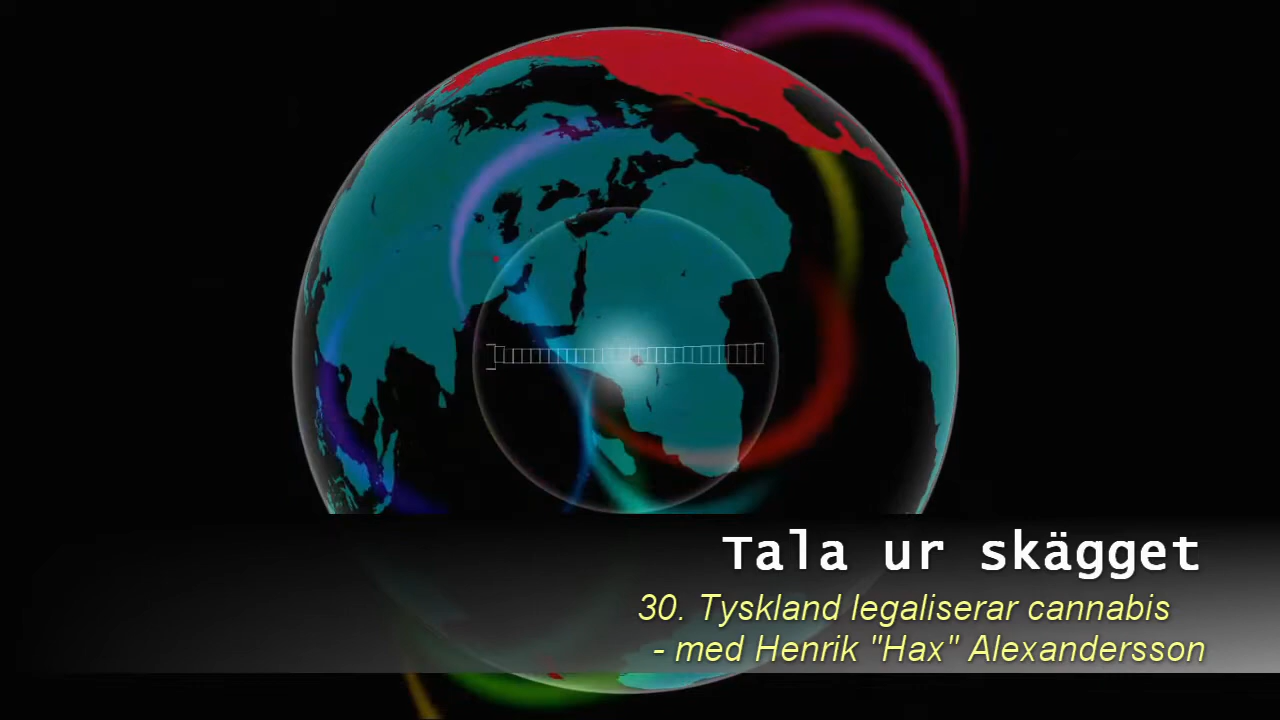 Tala ur skägget
30. Tyskland legaliserar cannabis
- med Henrik "Hax" Alexandersson